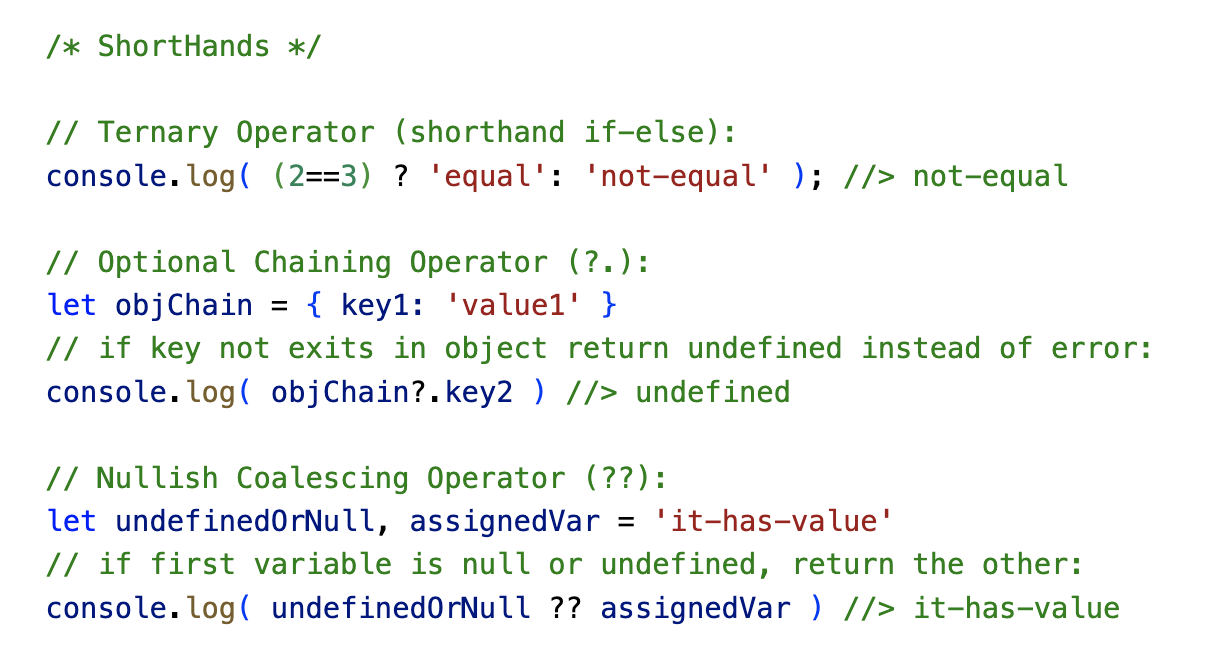 /* ShortHands */
// Ternary Operator (shorthand if-else):
console.log( (2==3) ? 'equal': 'not-equal' ); //> not-equal
// Optional Chaining Operator (?.):
let objChain = { key1: 'value1' }
// if key not exits in object return undefined instead of error:
console.log( objChain?.key2 ) //> undefined
// Nullish Coalescing Operator (??):
let undefinedOrNull, assignedVar = 'it-has-value'
// if first variable is null or undefined, return the other:
console.log( undefinedOrNull ?? assignedVar ) //> it-has-value